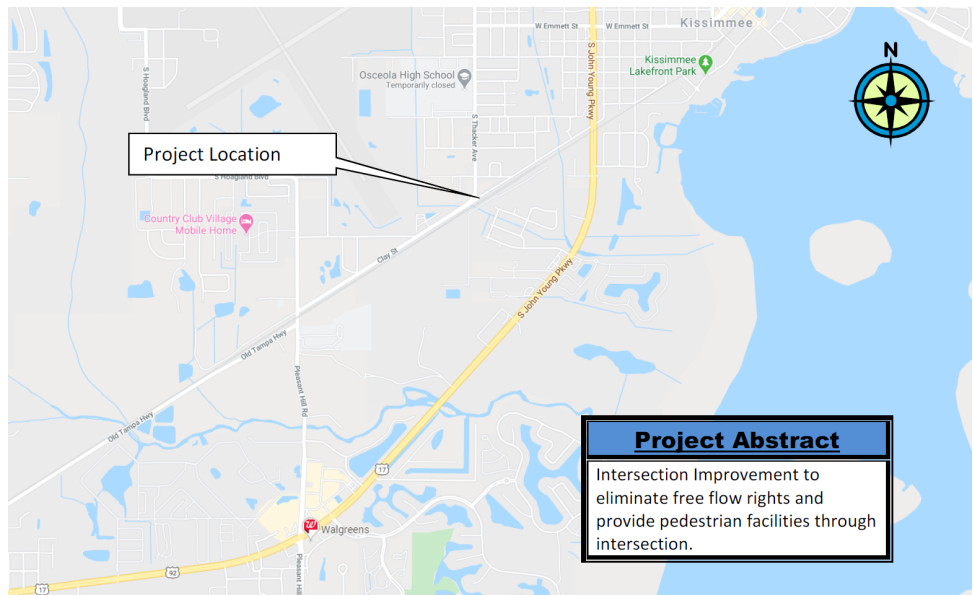 W Emmett St
W Emmett St
Kissimmee
S John Young Pkwy
N
Kissimmee
Lakefront Park
S Hoagland Blvd
Osceola High School
Temporarily closed
S Thacker Ave
Project Location
S Hoagland Blvd
Country Club Village
Mobile Home
Clay St
S John Young Pkwy
Old Tampa Hwy
Pleasant Hill Rd
Old Tampa Hwy
Project Abstract
Intersection Improvement to
eliminate free flow rights and
provide pedestrian facilities through
intersection.
17
Walgreens
92
17
Pleasant Hill